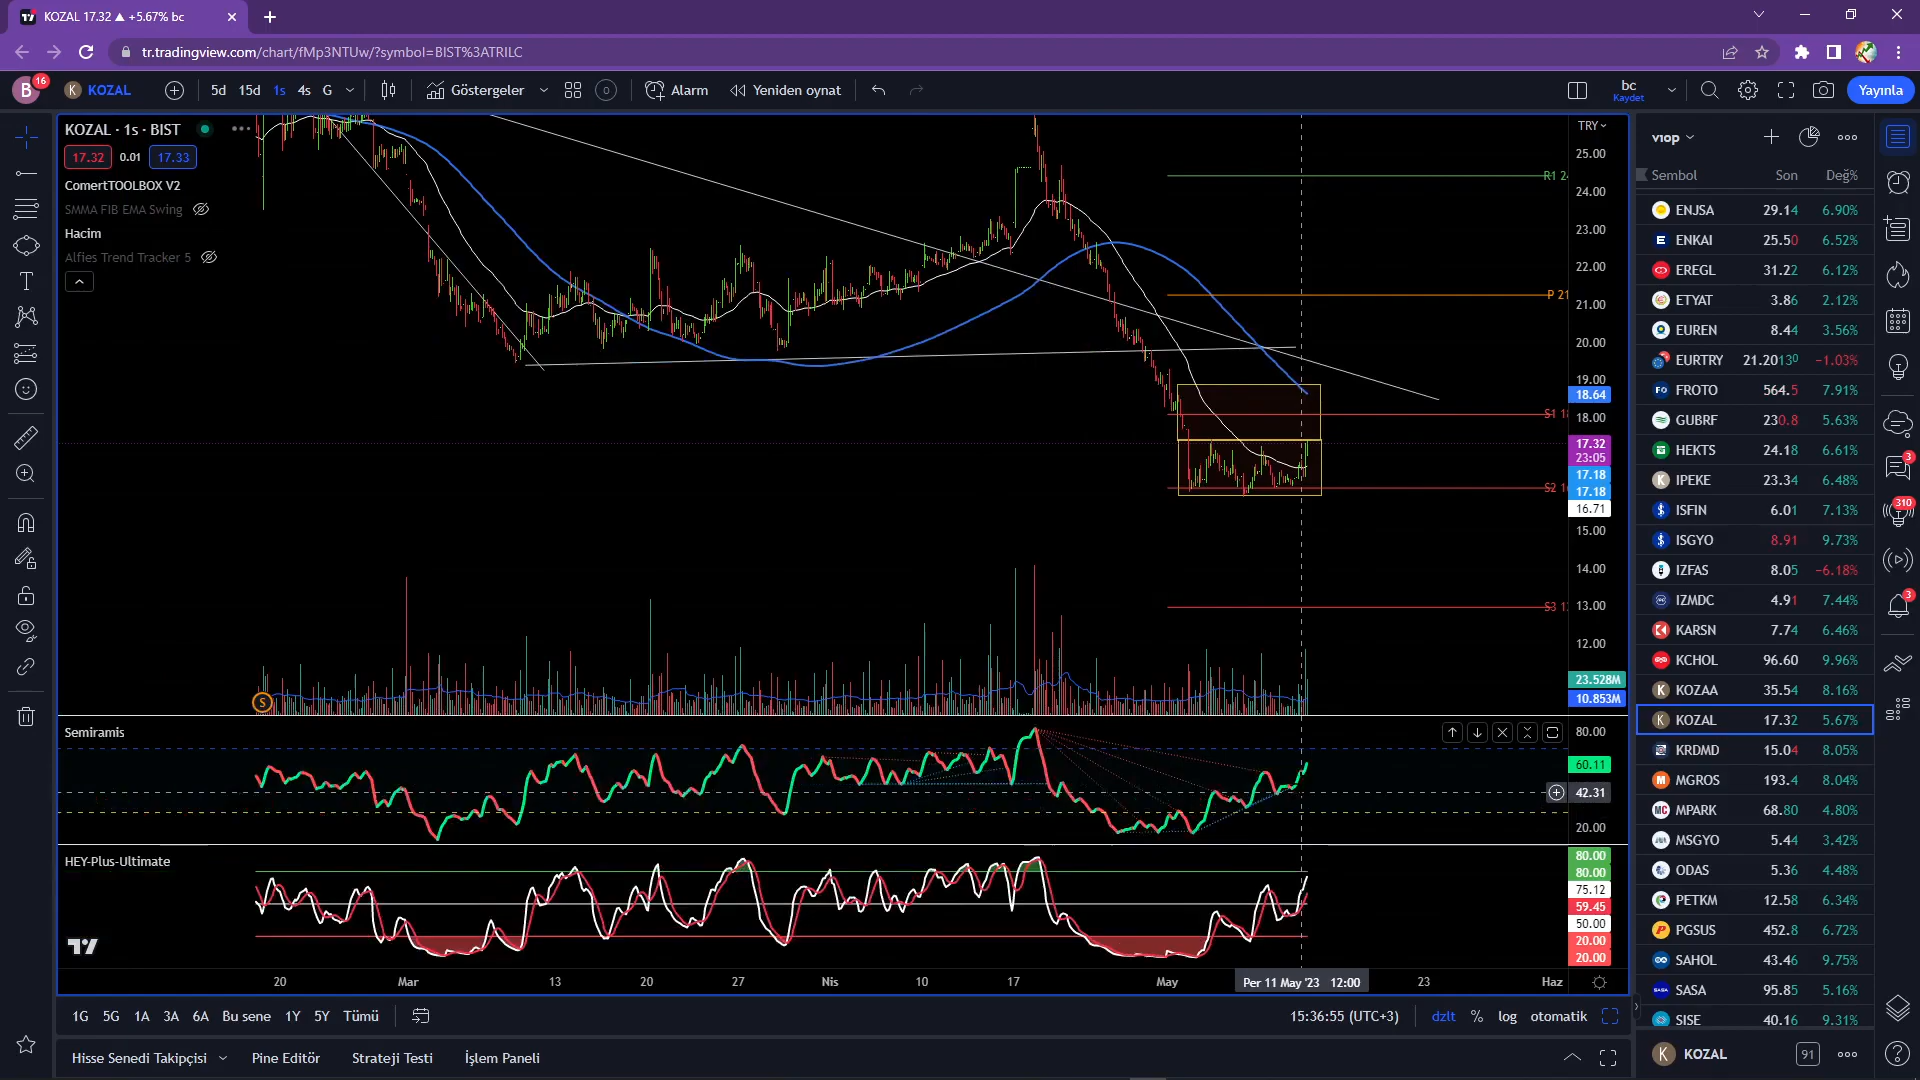 KOZAL 17.32 ▲ +5.67% bc
tr.tradingview.com/chart/fMp3NTUw/?symbol=BIST%3ATRILC
B 16 K KOZAL 5d 15d 1s 4s G Göstergeler Alarm Yeniden oynat bc Kaydet Yayınla
KOZAL · 1s · BIST
17.32 0.01 17.33
ComertTOOLBOX V2
SMMA FIB EMA Swing
Hacim
Alfies Trend Tracker 5
TRY
25.00
R1 24
24.00
23.00
22.00
P 21
21.00
20.00
19.00
18.64
S1 18
18.00
17.32
23:05
17.18
17.18
S2 16
16.71
15.00
14.00
13.00
S3 1
12.00
23.528M
10.853M
S
Semiramis
80.00
60.11
42.31
20.00
HEY-Plus-Ultimate
80.00
80.00
75.12
59.45
50.00
20.00
20.00
20 Mar 13 20 27 Nis 10 17 May Per 11 May '23 12:00 23 Haz
1G 5G 1A 3A 6A Bu sene 1Y 5Y Tümü 15:36:55 (UTC+3) dzlt % log otomatik
Hisse Senedi Takipçisi Pine Editör Strateji Testi İşlem Paneli
VIOP
Sembol Son Değ%
ENJSA 29.14 6.90%
ENKAI 25.50 6.52%
EREGL 31.22 6.12%
ETYAT 3.86 2.12%
EUREN 8.44 3.56%
EURTRY 21.2013⁰ −1.03%
FROTO 564.5 7.91%
GUBRF 230.8 5.63%
HEKTS 24.18 6.61%
IPEKE 23.34 6.48%
ISFIN 6.01 7.13%
ISGYO 8.91 9.73%
IZFAS 8.05 −6.18%
IZMDC 4.91 7.44%
KARSN 7.74 6.46%
KCHOL 96.60 9.96%
KOZAA 35.54 8.16%
KOZAL 17.32 5.67%
KRDMD 15.04 8.05%
MGROS 193.4 8.04%
MPARK 68.80 4.80%
MSGYO 5.44 3.42%
ODAS 5.36 4.48%
PETKM 12.58 6.34%
PGSUS 452.8 6.72%
SAHOL 43.46 9.75%
SASA 95.85 5.16%
SISE 40.16 9.31%
K KOZAL 91
3
310
3